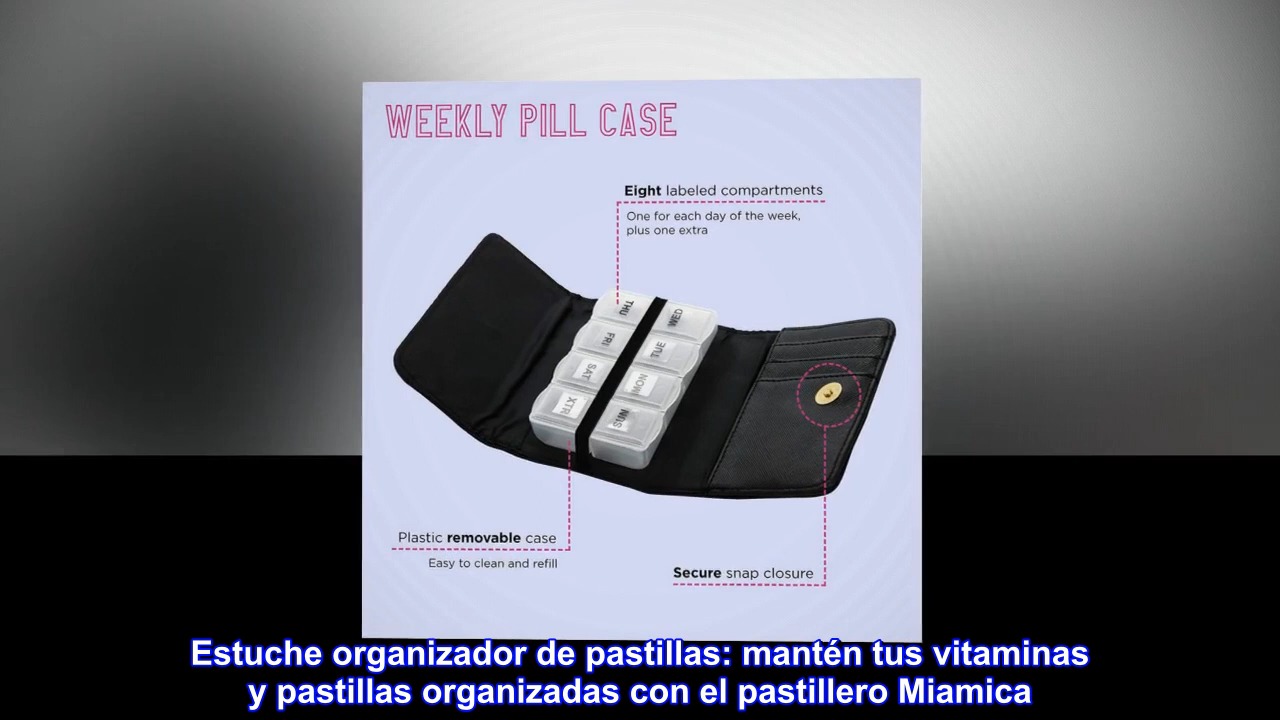 WEEKLY PILL CASE
Eight labeled compartments
One for each day of the week,
plus one extra
THU
WED
FRI
TUE
SAT
MON
XTR
SUN
Plastic removable case
Easy to clean and refill
Secure snap closure
Estuche organizador de pastillas: mantén tus vitaminas
y pastillas organizadas con el pastillero Miamica